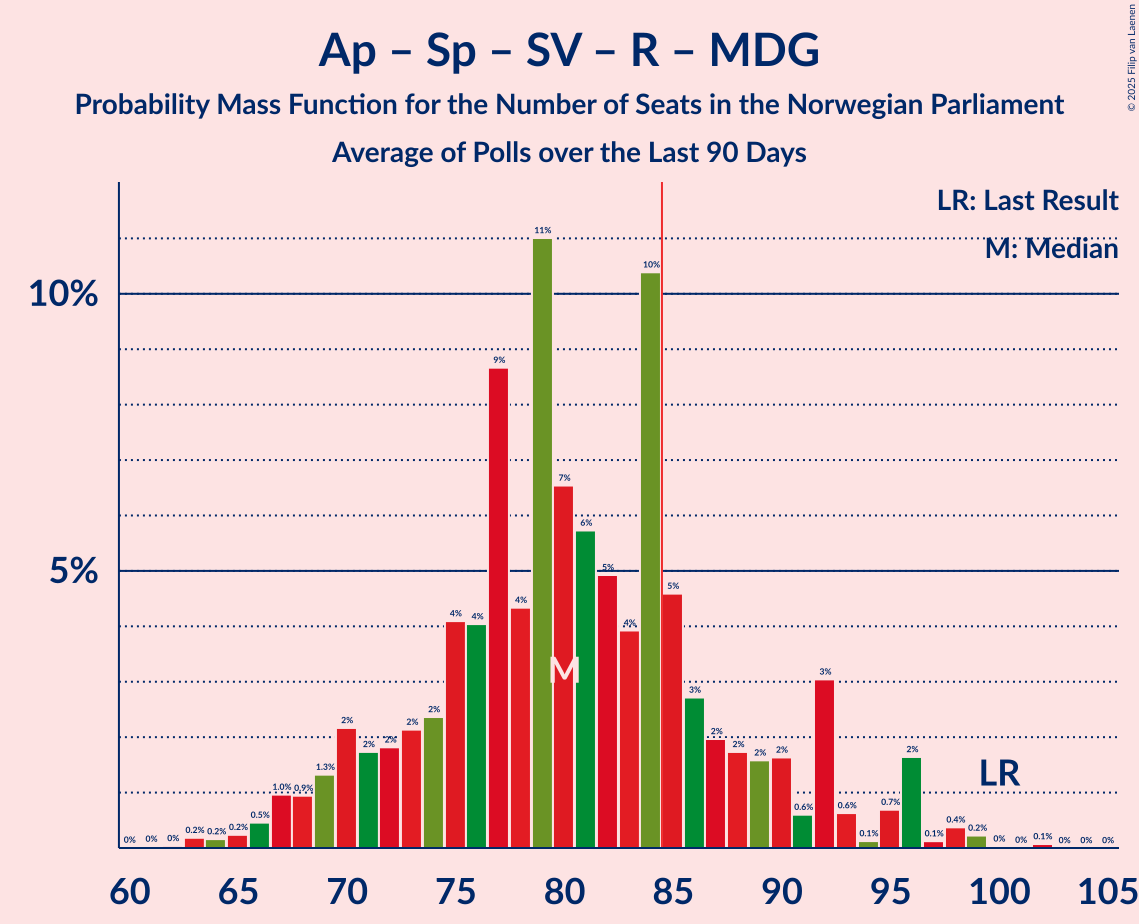 Ap – Sp – SV – R – MDG
Probability Mass Function for the Number of Seats in the Norwegian Parliament
Average of Polls over the Last 90 Days
© 2025 Filip van Laenen
LR: Last Result
M: Median
10%
5%
0% 0% 0% 0.2% 0.2% 0.2% 0.5% 1.0% 0.9% 1.3% 2% 2% 2% 2% 2% 4% 4% 9% 4% 11% 7% 6% 5% 4% 10% 5% 3% 2% 2% 2% 2% 0.6% 3% 0.6% 0.1% 0.7% 2% 0.1% 0.4% 0.2% 0% 0% 0.1% 0% 0% 0%
M
LR
60 65 70 75 80 85 90 95 100 105